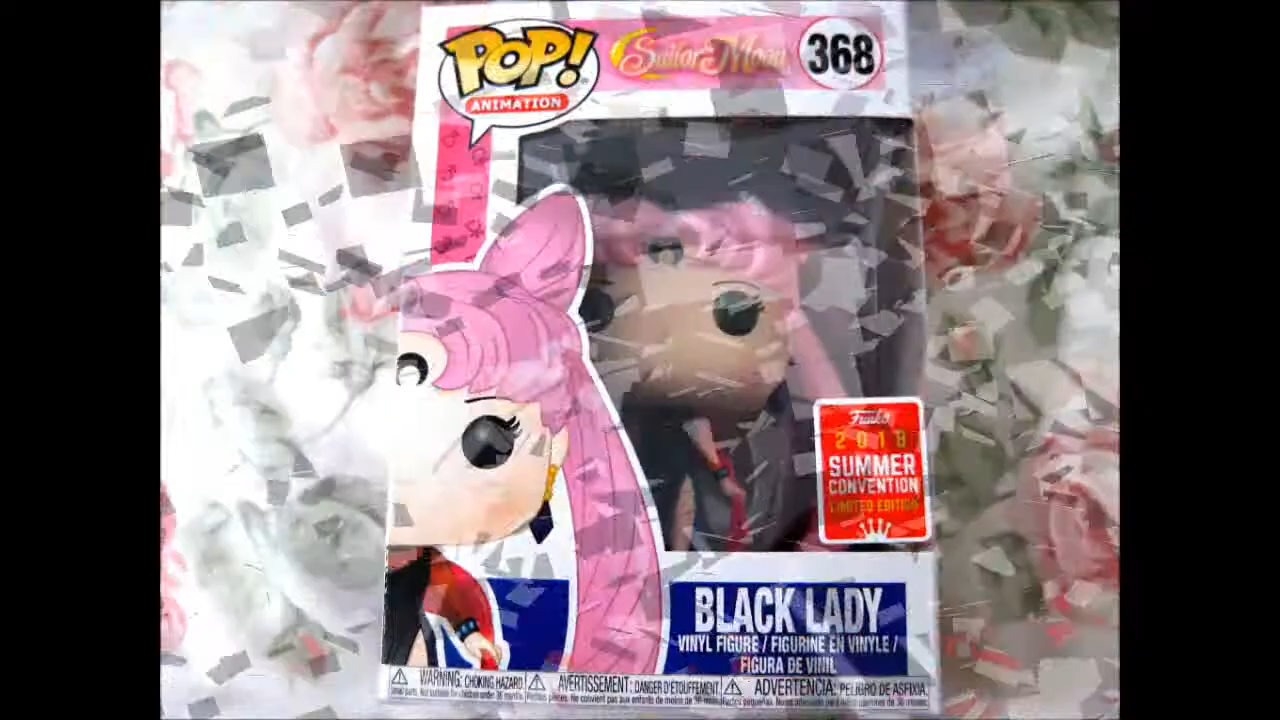 POP!
ANIMATION
Sailor Moon
368
Funko
2018
SUMMER
CONVENTION
LIMITED EDITION
BLACK LADY
VINYL FIGURE / FIGURINE EN VINYLE /
FIGURA DE VINIL
WARNING: CHOKING HAZARD
AVERTISSEMENT: DANGER D'ÉTOUFFEMENT
ADVERTENCIA: PELIGRO DE ASFIXIA.